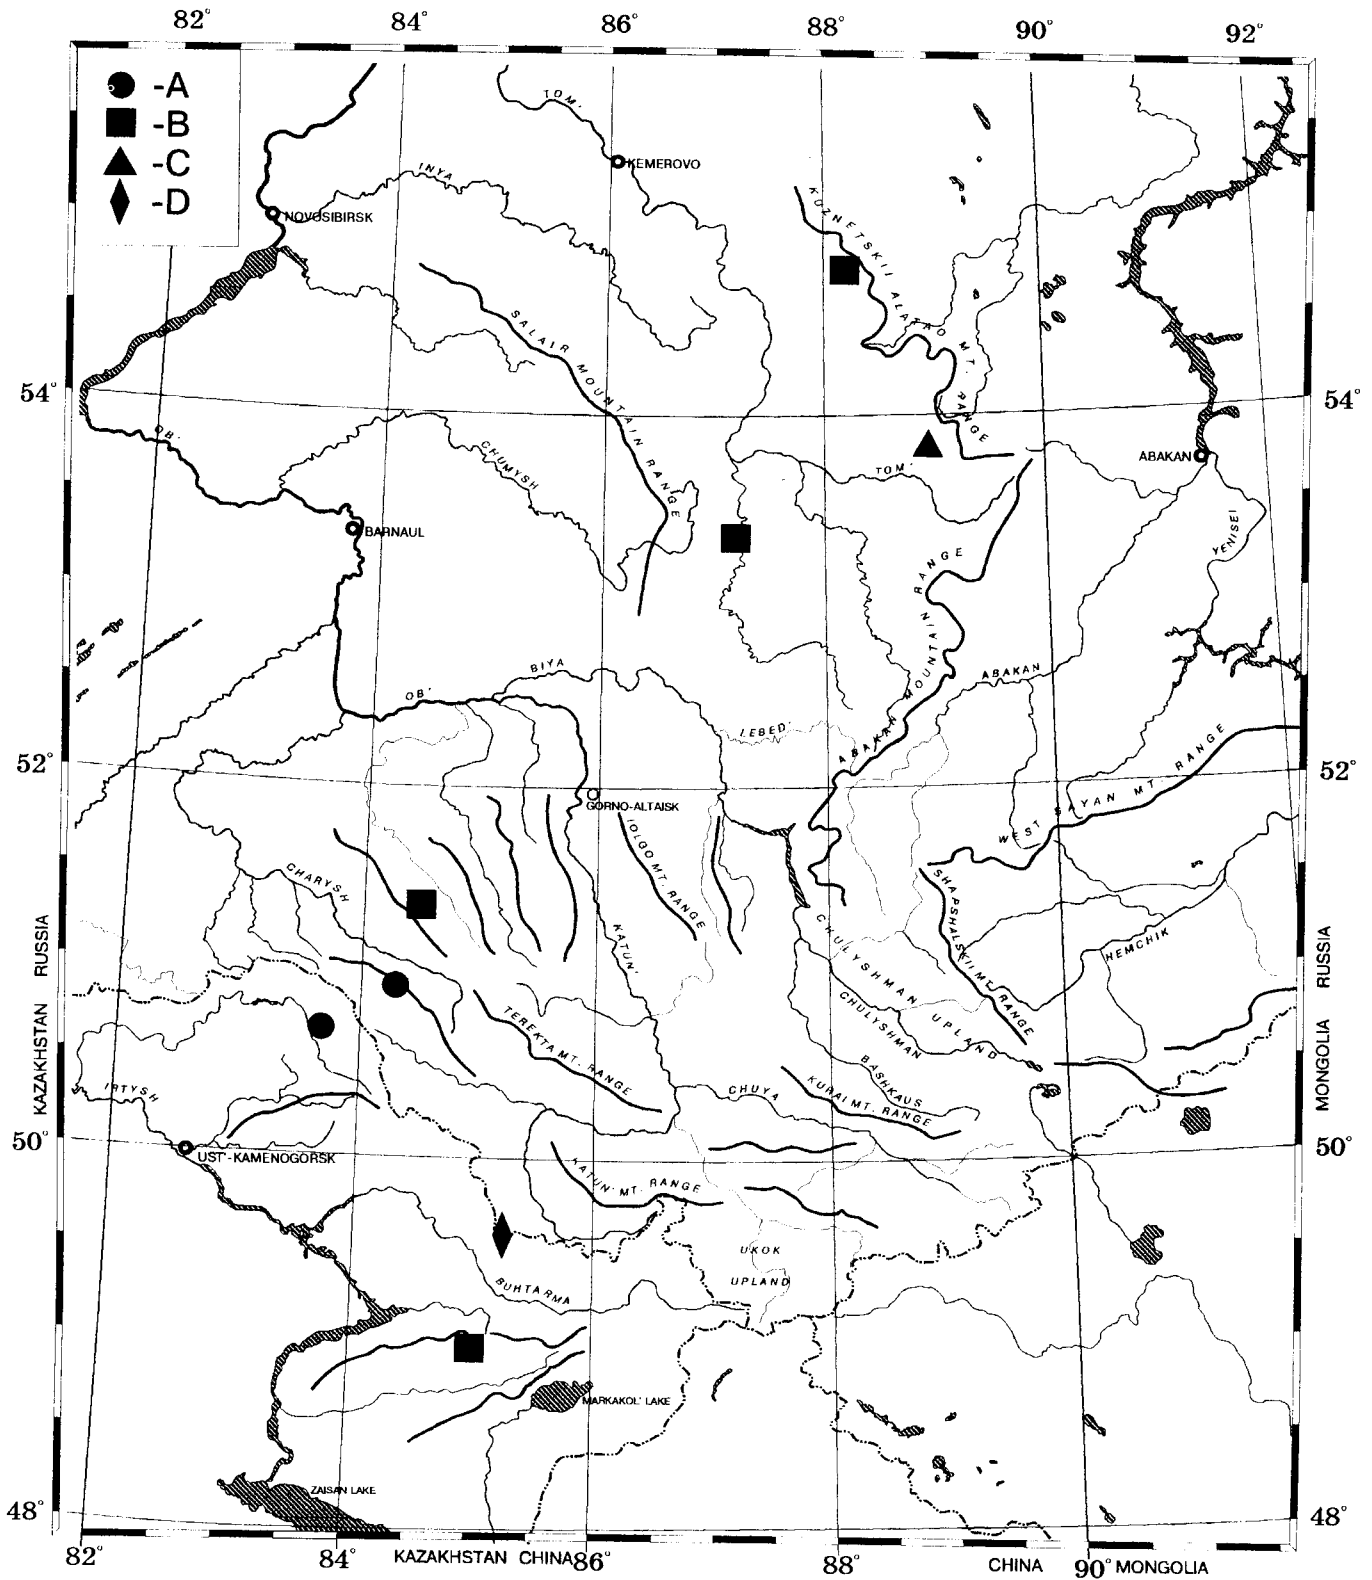 82° 84° 86° 88° 90° 92°
-A
-B
-C
-D
TOM'
KEMEROVO
INYA
NOVOSIBIRSK
KUZNETSKII ALATAO MT. RANGE
SALAIR MOUNTAIN RANGE
54° 54°
OB'
CHUMYSH
TOM'
ABAKAN
BARNAUL
YENISEI
ABAKAN MOUNTAIN RANGE
BIYA
ABAKAN
OB'
LEBED'
52° 52°
WEST SAYAN MT. RANGE
GORNO-ALTAISK
IOLGO MT. RANGE
CHARYSH
SHAPSHALSKII MT. RANGE
KATUN'
CHULYSHMAN UPLAND
HEMCHIK
KAZAKHSTAN RUSSIA
MONGOLIA RUSSIA
CHULYSHMAN
TEREKTA MT. RANGE
BASHKAUS
IRTYSH
CHUYA
KURAI MT. RANGE
50° 50°
UST'-KAMENOGORSK
KATUN' MT. RANGE
UKOK
UPLAND
BUHTARMA
MARKAKOL' LAKE
ZAISAN LAKE
48° 48°
82° 84° KAZAKHSTAN CHINA 86° 88° CHINA 90° MONGOLIA